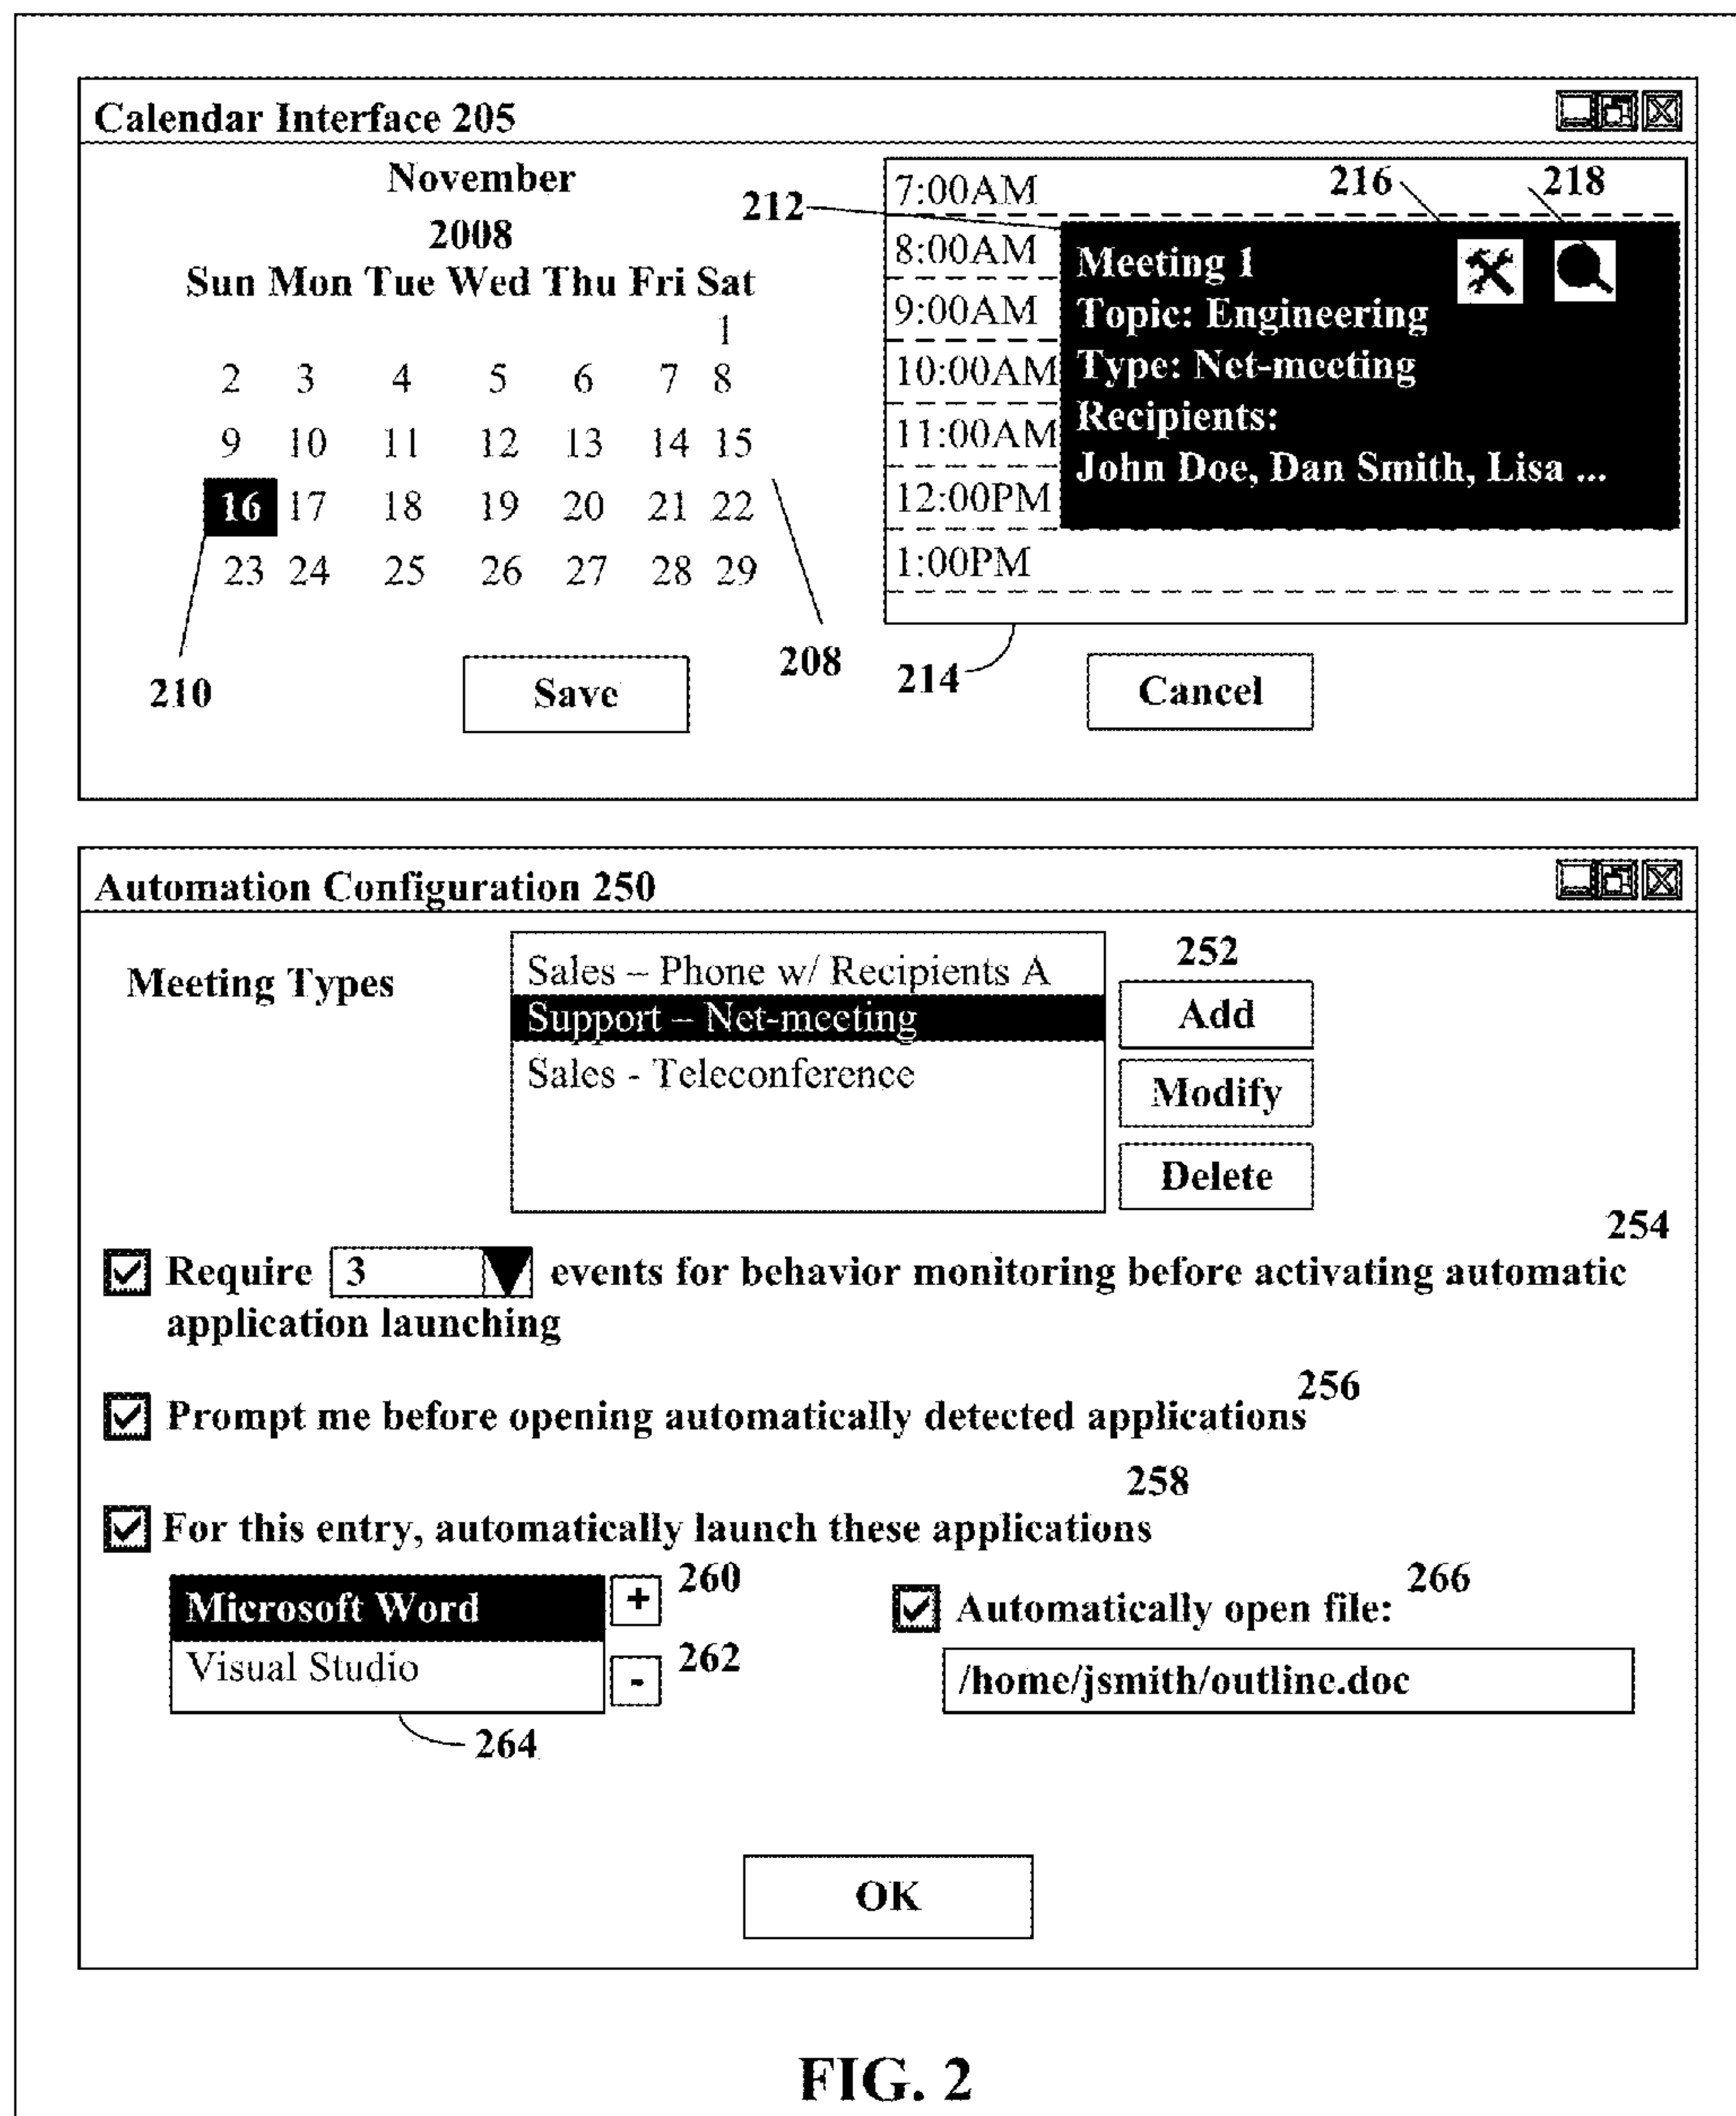 Calendar Interface 205
November
2008
Sun Mon Tue Wed Thu Fri Sat
1
2 3 4 5 6 7 8
9 10 11 12 13 14 15
16 17 18 19 20 21 22
23 24 25 26 27 28 29
210
208
Save
212
7:00AM
8:00AM
9:00AM
10:00AM
11:00AM
12:00PM
1:00PM
216
218
Meeting 1
Topic: Engineering
Type: Net-meeting
Recipients:
John Doe, Dan Smith, Lisa ...
214
Cancel
Automation Configuration 250
Meeting Types
Sales – Phone w/ Recipients A
Support – Net-meeting
Sales - Teleconference
252
Add
Modify
Delete
254
Require 3 events for behavior monitoring before activating automatic
application launching
256
Prompt me before opening automatically detected applications
258
For this entry, automatically launch these applications
Microsoft Word
Visual Studio
+ 260
- 262
264
266
Automatically open file:
/home/jsmith/outline.doc
OK
FIG. 2